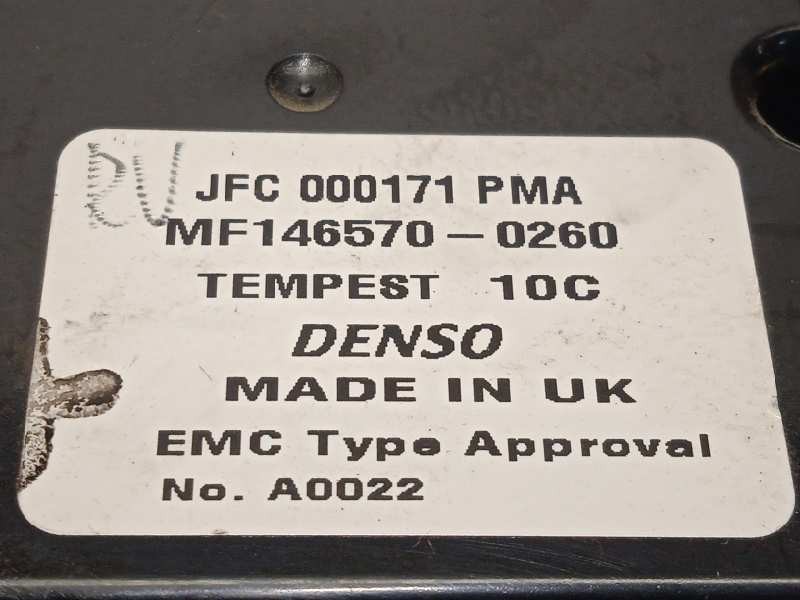 JFC 000171 PMA
MF146570-0260
TEMPEST 10C
DENSO
MADE IN UK
EMC Type Approval
No. A0022